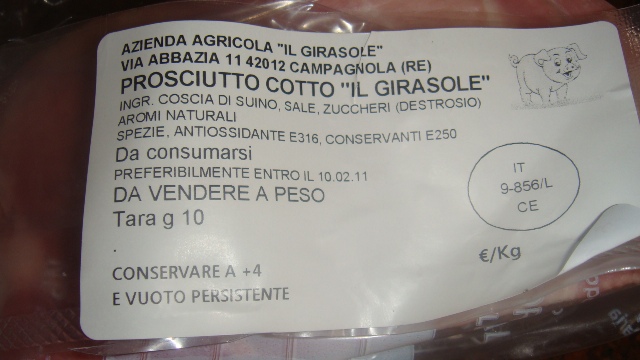 AZIENDA AGRICOLA "IL GIRASOLE"
VIA ABBAZIA 11 42012 CAMPAGNOLA (RE)
PROSCIUTTO COTTO "IL GIRASOLE"
INGR. COSCIA DI SUINO, SALE, ZUCCHERI (DESTROSIO)
AROMI NATURALI
SPEZIE, ANTIOSSIDANTE E316, CONSERVANTI E250
Da consumarsi
PREFERIBILMENTE ENTRO IL 10.02.11
DA VENDERE A PESO
Tara g 10
IT
9-856/L
CE
€/Kg
CONSERVARE A +4
E VUOTO PERSISTENTE